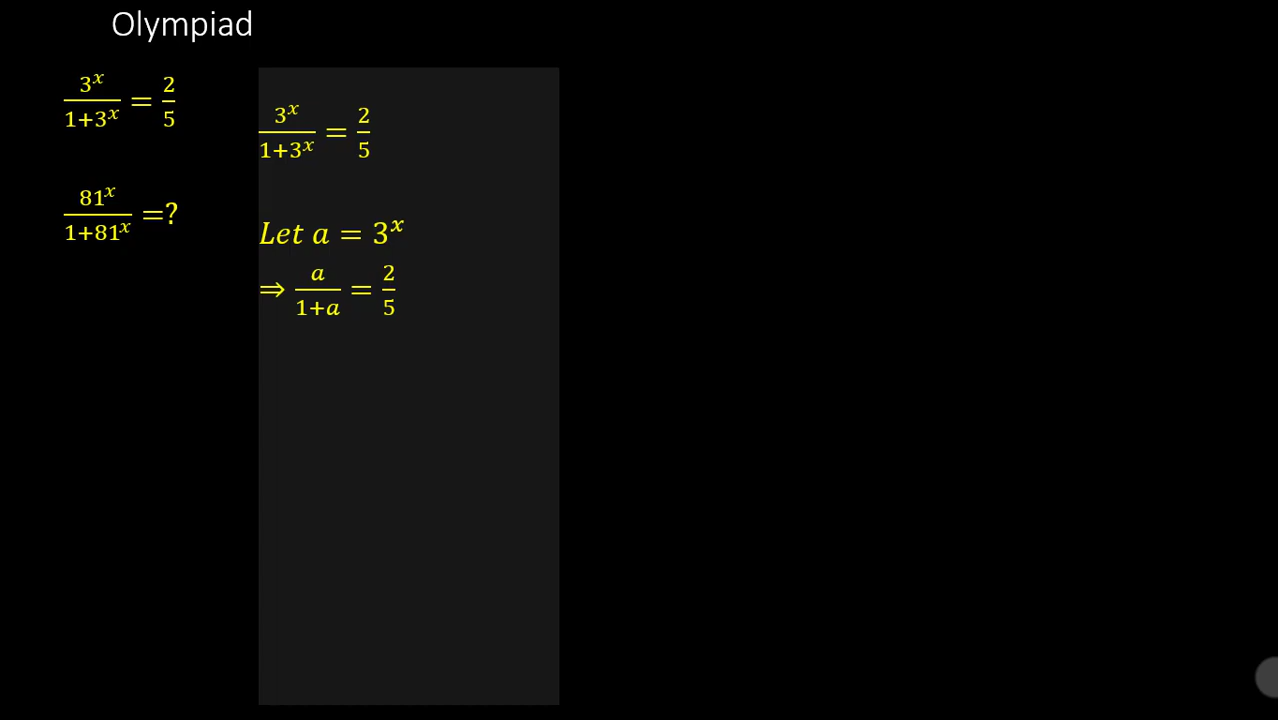 Olympiad
3^x/(1+3^x) = 2/5
81^x/(1+81^x) =?
3^x/(1+3^x) = 2/5
Let a = 3^x
⇒ a/(1+a) = 2/5